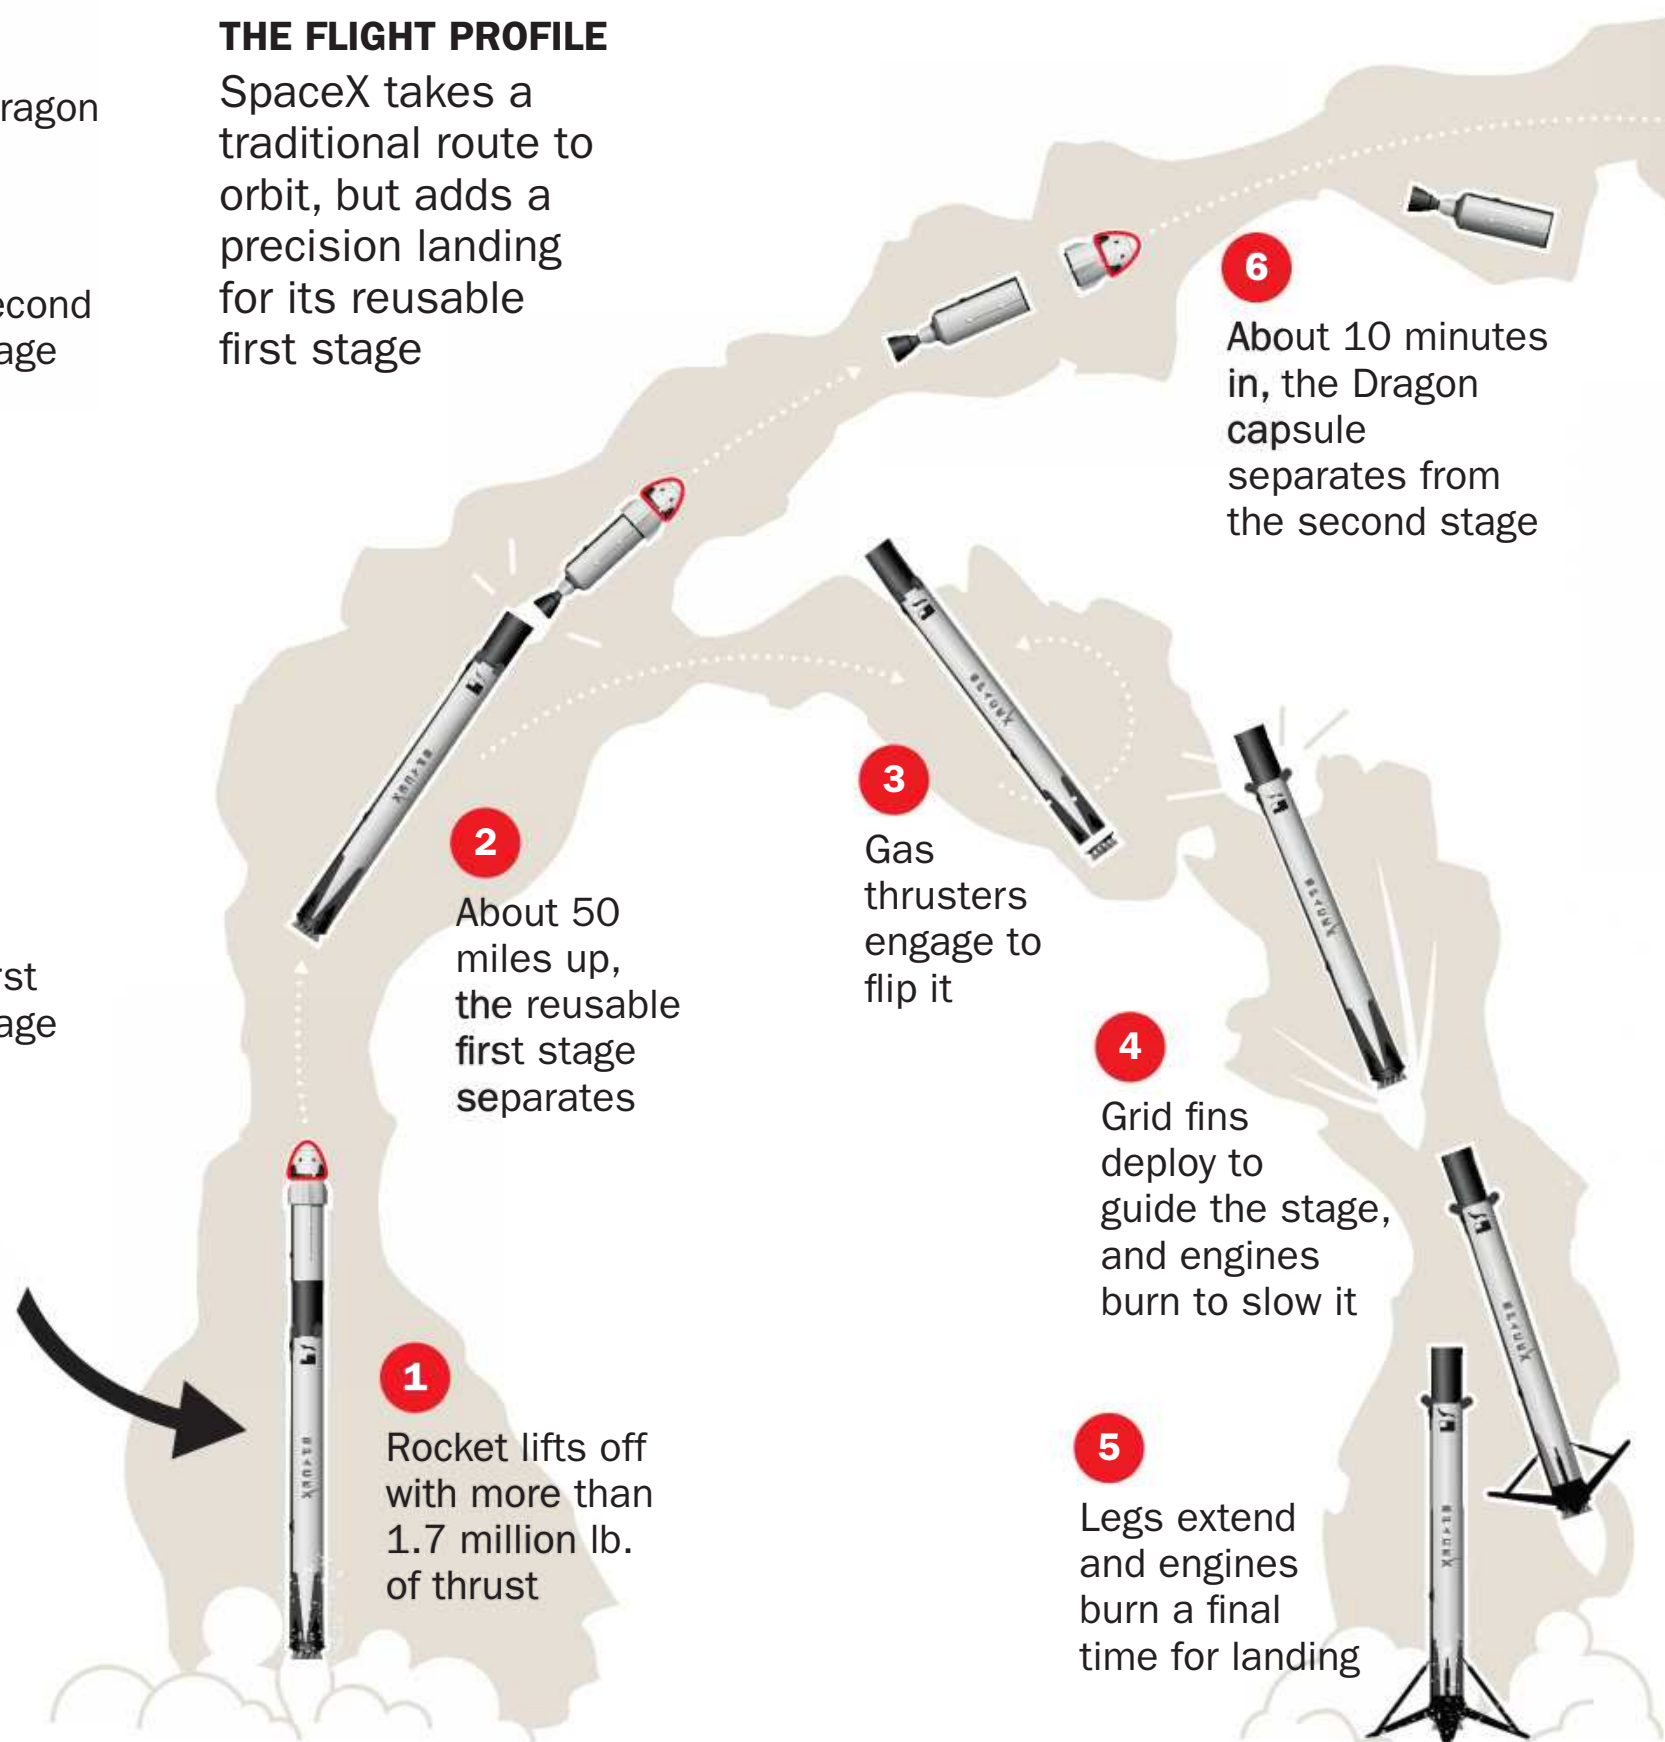 THE FLIGHT PROFILE
SpaceX takes a
traditional route to
orbit, but adds a
precision landing
for its reusable
first stage
ragon
econd
age
rst
age
6
About 10 minutes
in, the Dragon
capsule
separates from
the second stage
3
Gas
thrusters
engage to
flip it
2
About 50
miles up,
the reusable
first stage
separates
4
Grid fins
deploy to
guide the stage,
and engines
burn to slow it
1
Rocket lifts off
with more than
1.7 million lb.
of thrust
5
Legs extend
and engines
burn a final
time for landing